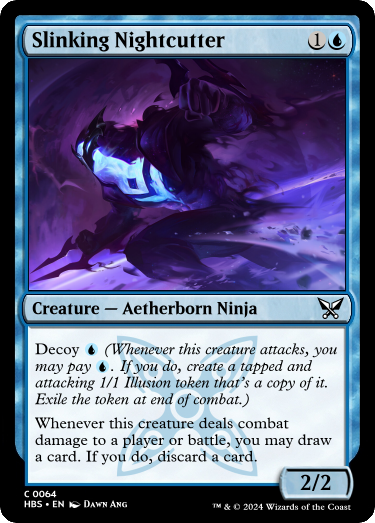 Slinking Nightcutter 1
Creature — Aetherborn Ninja
Decoy (Whenever this creature attacks, you
may pay . If you do, create a tapped and
attacking 1/1 Illusion token that's a copy of it.
Exile the token at end of combat.)
Whenever this creature deals combat
damage to a player or battle, you may draw
a card. If you do, discard a card.
2/2
C 0064
HBS • EN Dawn Ang
™ & © 2024 Wizards of the Coast